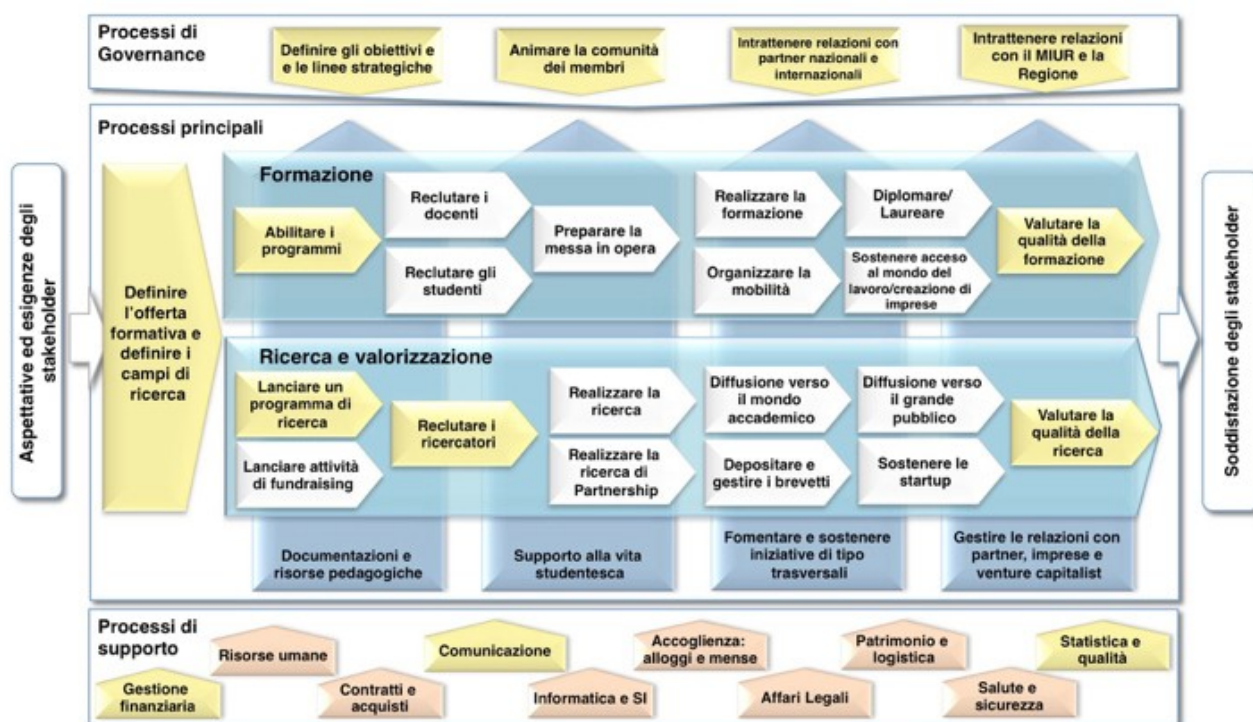 Processi di
Governance
Definire gli obiettivi e
e le linee strategiche
Animare la comunità
dei membri
Intrattenere relazioni con
partner nazionali e
internazionali
Intrattenere relazioni
con il MIUR e la
Regione
Processi principali
Aspettative ed esigenze degli
stakeholder
Definire
l'offerta
formativa e
definire i
campi di
ricerca
Formazione
Abilitare i
programmi
Reclutare i
docenti
Reclutare gli
studenti
Preparare la
messa in opera
Realizzare la
formazione
Organizzare la
mobilità
Diplomare/
Laureare
Sostenere acceso
al mondo del
lavoro/creazione di
imprese
Valutare la
qualità della
formazione
Ricerca e valorizzazione
Lanciare un
programma di
ricerca
Lanciare attività
di fundraising
Reclutare i
ricercatori
Realizzare la
ricerca
Realizzare la
ricerca di
Partnership
Diffusione verso
il mondo
accademico
Depositare e
gestire i brevetti
Diffusione verso
il grande
pubblico
Sostenere le
startup
Valutare la
qualità della
ricerca
Documentazioni e
risorse pedagogiche
Supporto alla vita
studentesca
Fomentare e sostenere
iniziative di tipo
trasversali
Gestire le relazioni con
partner, imprese e
venture capitalist
Soddisfazione degli stakeholder
Processi di
supporto
Gestione
finanziaria
Risorse umane
Contratti e
acquisti
Comunicazione
Informatica e SI
Accoglienza:
alloggi e mense
Affari Legali
Patrimonio e
logistica
Salute e
sicurezza
Statistica e
qualità